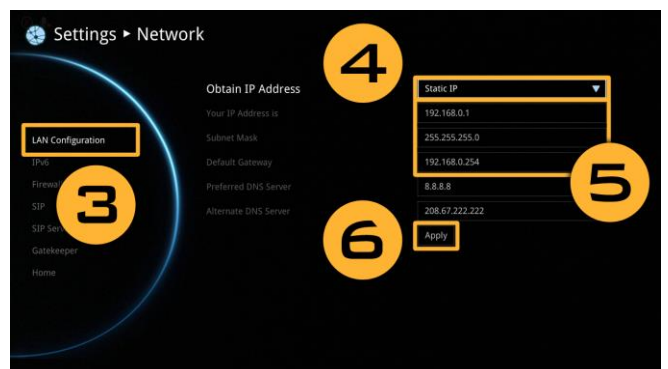 Settings ▸ Network
4
Obtain IP Address Static IP ▼
Your IP Address is 192.168.0.1
LAN Configuration Subnet Mask 255.255.255.0
IPv6 Default Gateway 192.168.0.254
Preferred DNS Server 8.8.8.8 5
SIP 3 Alternate DNS Server 208.67.222.222
6 Apply
Gatekeeper
Home